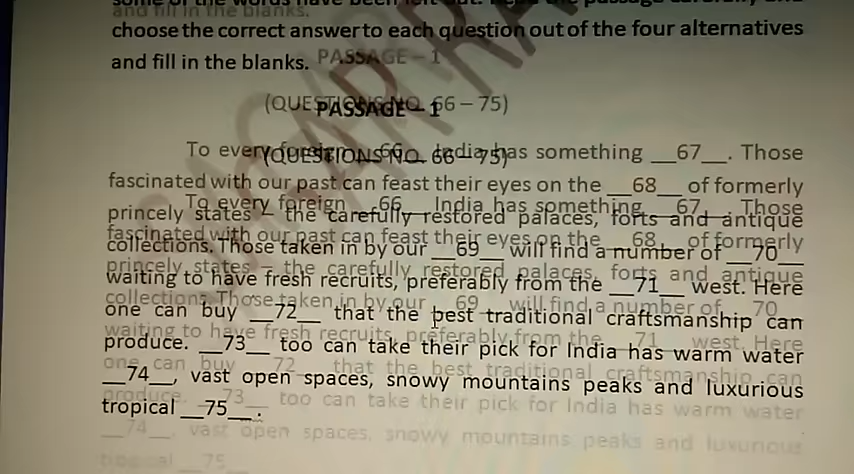 choose the correct answer to each question out of the four alternatives
and fill in the blanks.
PASSAGE – 1
(QUESTIONS NO. 66 – 75)
To every foreign __66__ India has something __67__. Those
fascinated with our past can feast their eyes on the __68__ of formerly
princely states – the carefully restored palaces, forts and antique
collections. Those taken in by our __69__ will find a number of __70__
waiting to have fresh recruits, preferably from the __71__ west. Here
one can buy __72__ that the best traditional craftsmanship can
produce. __73__ too can take their pick for India has warm water
__74__, vast open spaces, snowy mountains peaks and luxurious
tropical __75__.